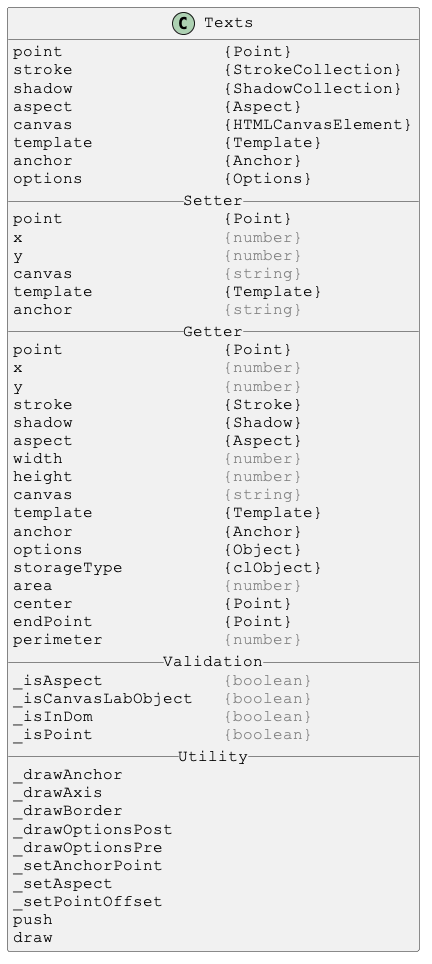 C Texts
point {Point}
stroke {StrokeCollection}
shadow {ShadowCollection}
aspect {Aspect}
canvas {HTMLCanvasElement}
template {Template}
anchor {Anchor}
options {Options}
Setter
point {Point}
x {number}
y {number}
canvas {string}
template {Template}
anchor {string}
Getter
point {Point}
x {number}
y {number}
stroke {Stroke}
shadow {Shadow}
aspect {Aspect}
width {number}
height {number}
canvas {string}
template {Template}
anchor {Anchor}
options {Object}
storageType {clObject}
area {number}
center {Point}
endPoint {Point}
perimeter {number}
Validation
_isAspect {boolean}
_isCanvasLabObject {boolean}
_isInDom {boolean}
_isPoint {boolean}
Utility
_drawAnchor
_drawAxis
_drawBorder
_drawOptionsPost
_drawOptionsPre
_setAnchorPoint
_setAspect
_setPointOffset
push
draw